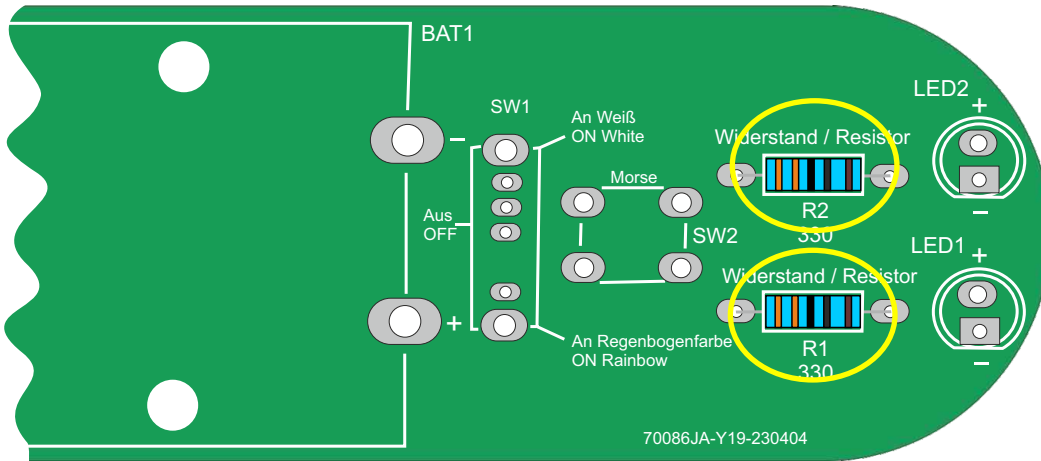 BAT1
SW1
An Weiß
ON White
-
Aus
OFF
Morse
SW2
Widerstand / Resistor
R2
330
LED2
+
-
+
An Regenbogenfarbe
ON Rainbow
Widerstand / Resistor
R1
330
LED1
+
-
70086JA-Y19-230404